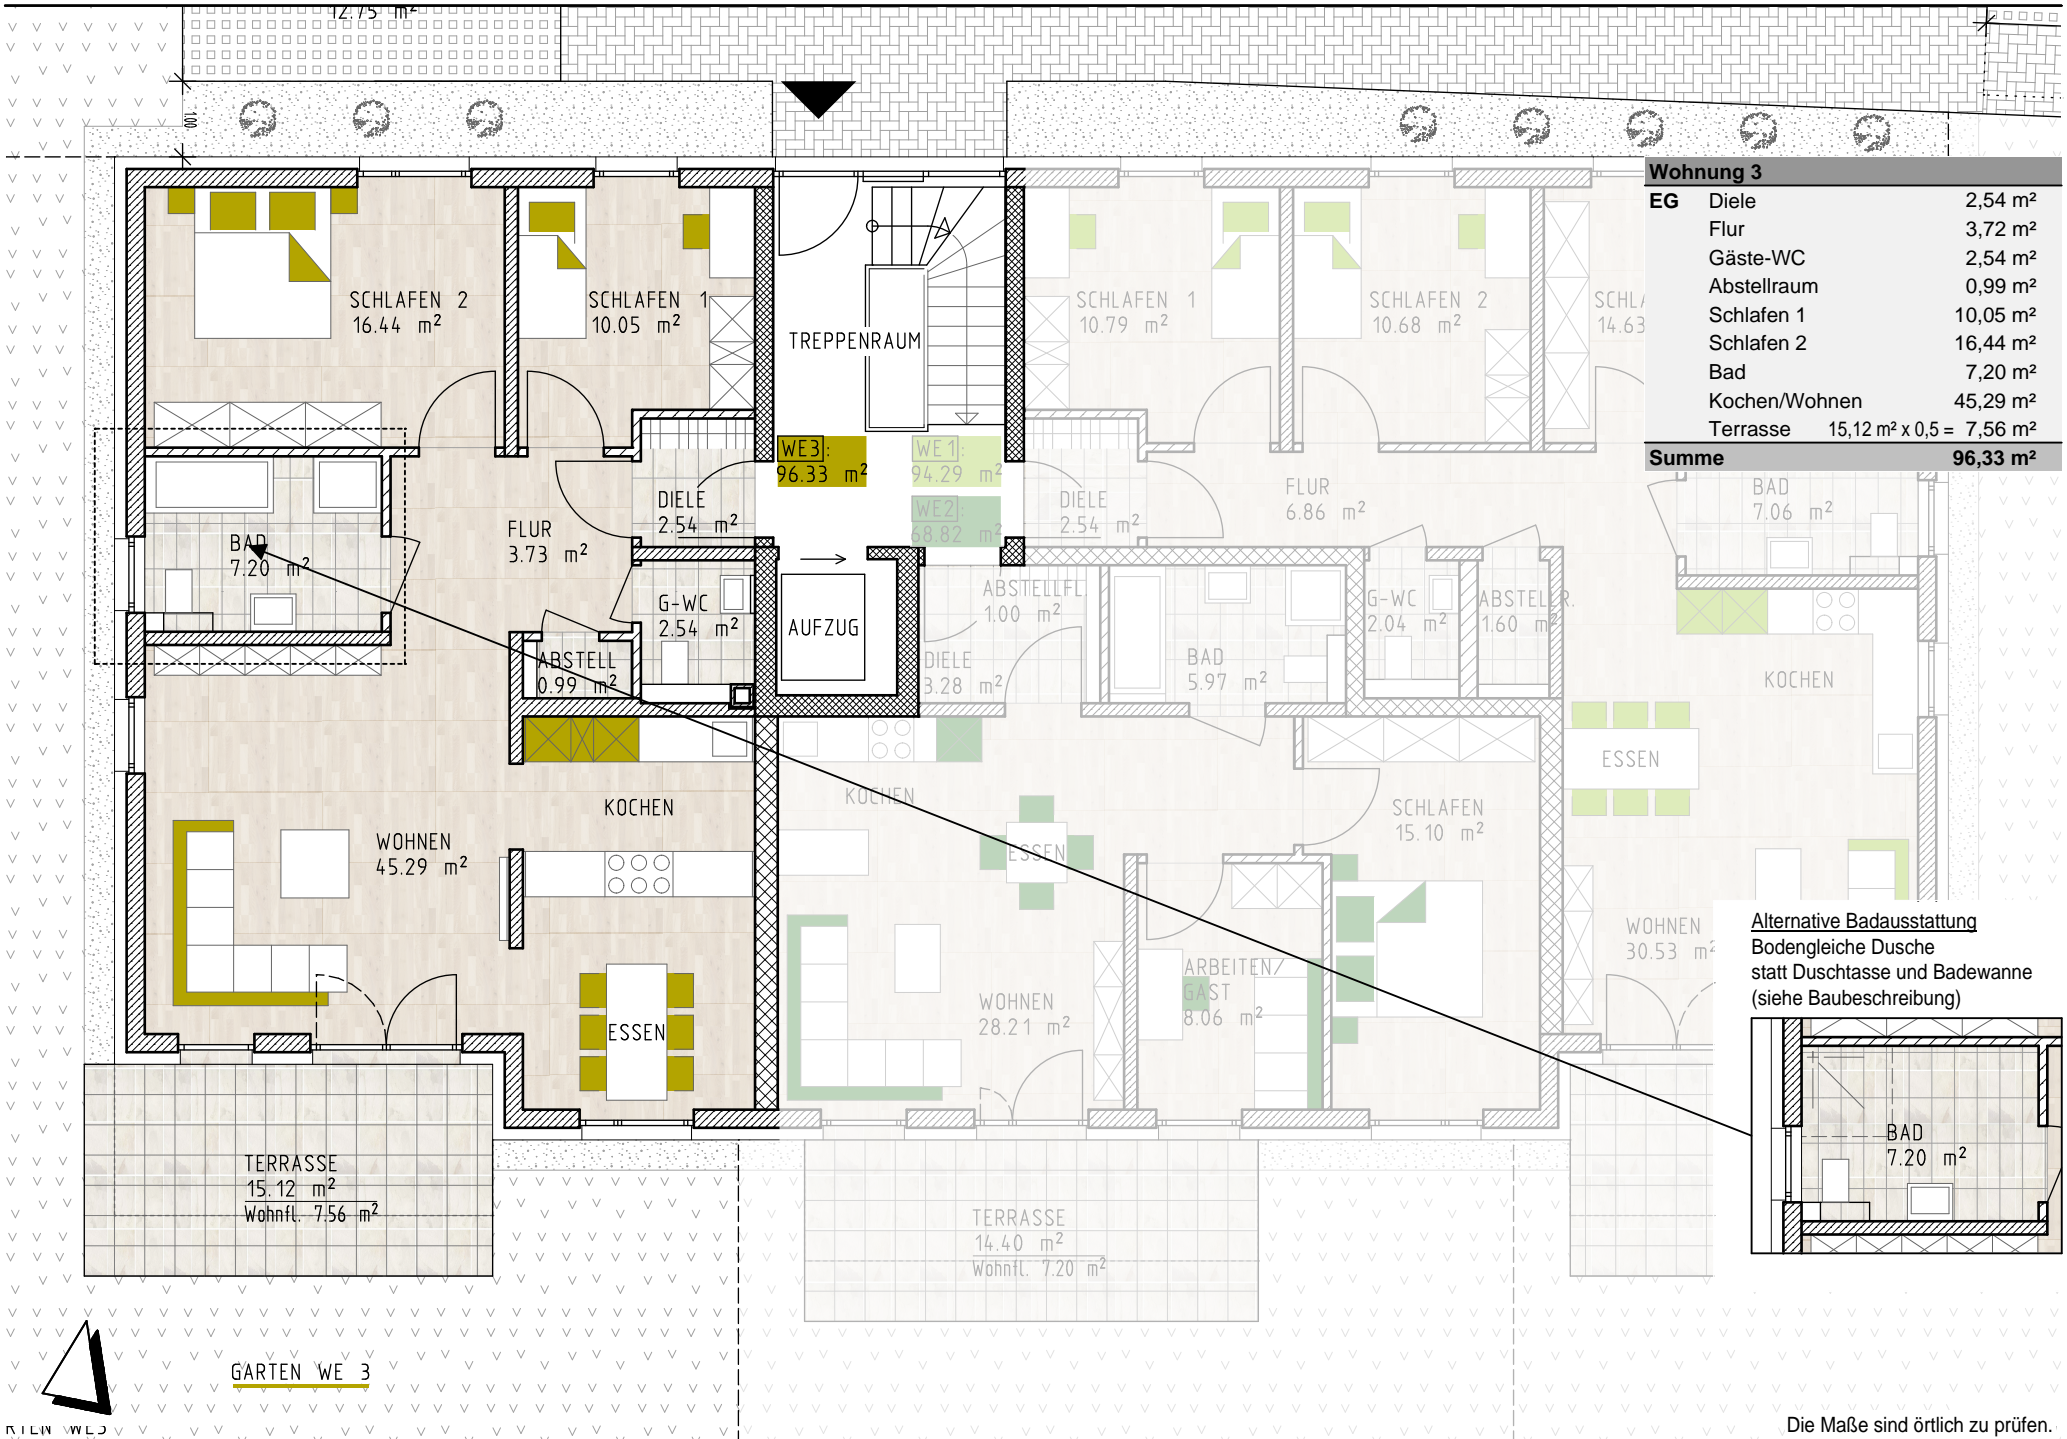 12.75 m²
100
Wohnung 3
EG Diele 2,54 m²
Flur 3,72 m²
Gäste-WC 2,54 m²
Abstellraum 0,99 m²
Schlafen 1 10,05 m²
Schlafen 2 16,44 m²
Bad 7,20 m²
Kochen/Wohnen 45,29 m²
Terrasse 15,12 m² x 0,5 = 7,56 m²
Summe 96,33 m²
SCHLAFEN 2
16.44 m²
SCHLAFEN 1
10.05 m²
TREPPENRAUM
SCHLAFEN 1
10.79 m²
SCHLAFEN 2
10.68 m²
SCHLA
14.63
WE3:
96.33 m²
WE1:
94.29 m²
WE2:
68.82 m²
DIELE
2.54 m²
DIELE
2.54 m²
FLUR
6.86 m²
BAD
7.06 m²
FLUR
3.73 m²
BAD
7.20 m²
G-WC
2.54 m²
AUFZUG
ABSTELLFL.
1.00 m²
G-WC
2.04 m²
ABSTELLR.
1.60 m²
ABSTELL
0.99 m²
DIELE
3.28 m²
BAD
5.97 m²
KOCHEN
ESSEN
KOCHEN
KOCHEN
SCHLAFEN
15.10 m²
WOHNEN
45.29 m²
ESSEN
WOHNEN
30.53 m²
ARBEITEN/
GAST
8.06 m²
WOHNEN
28.21 m²
ESSEN
Alternative Badausstattung
Bodengleiche Dusche
statt Duschtasse und Badewanne
(siehe Baubeschreibung)
BAD
7.20 m²
TERRASSE
15.12 m²
Wohnfl. 7.56 m²
TERRASSE
14.40 m²
Wohnfl. 7.20 m²
GARTEN WE 3
Die Maße sind örtlich zu prüfen.